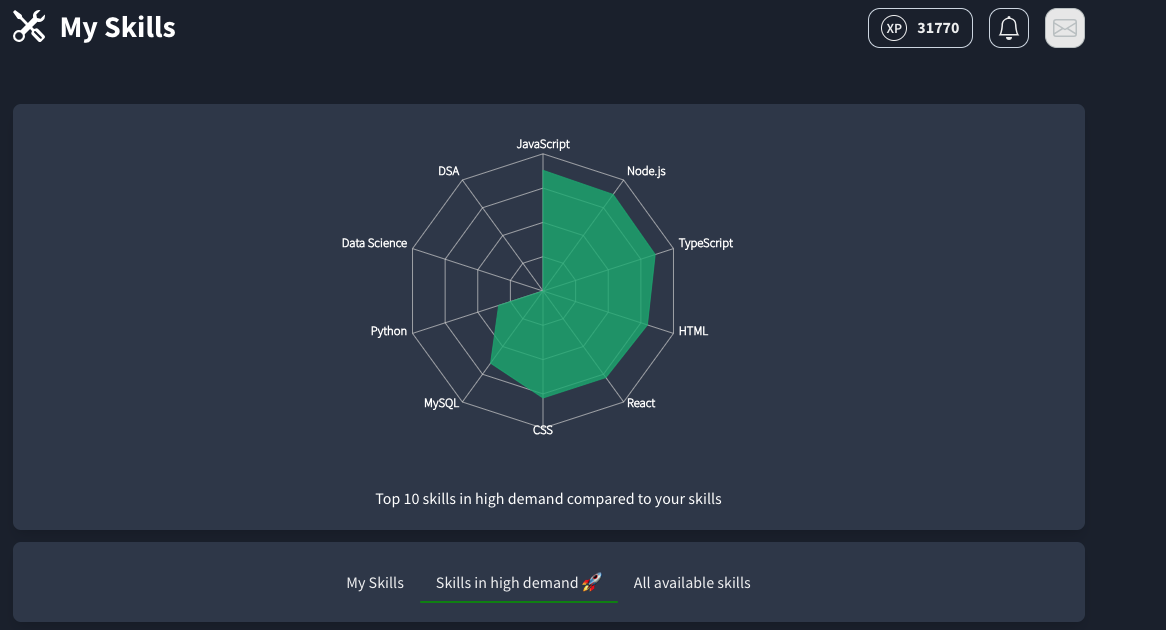 My Skills
XP 31770
JavaScript
DSA
Node.js
Data Science
TypeScript
Python
HTML
MySQL
React
CSS
Top 10 skills in high demand compared to your skills
My Skills
Skills in high demand 🚀
All available skills